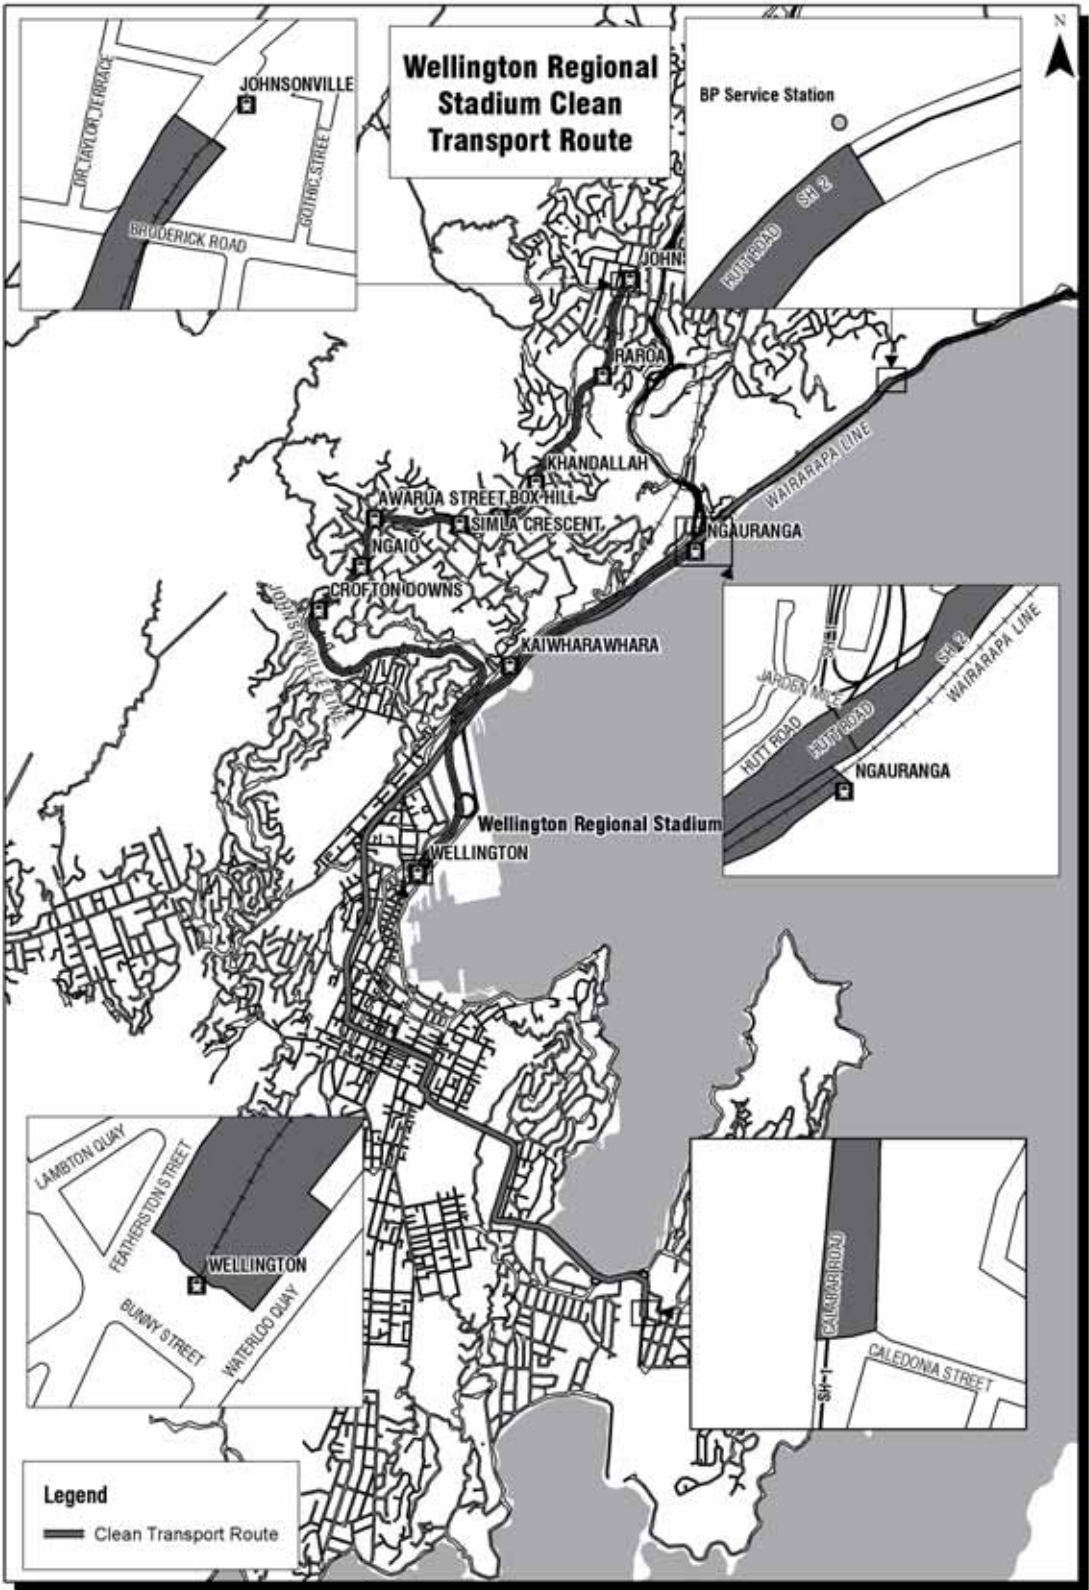 Wellington Regional
Stadium Clean
Transport Route
N
JOHNSONVILLE
DR TAYLOR TERRACE
GOTHIC STREET
BRODERICK ROAD
BP Service Station
SH 2
HUTT ROAD
JOHNS
RAROA
KHANDALLAH
WAIRARAPA LINE
AWARUA STREET BOX HILL
SIMLA CRESCENT
NGAURANGA
NGAIO
CROFTON DOWNS
JOHNSONVILLE LINE
KAIWHARAWHARA
SH 1
SH 2
WAIRARAPA LINE
JARDEN MILE
HUTT ROAD
HUTT ROAD
NGAURANGA
Wellington Regional Stadium
WELLINGTON
LAMBTON QUAY
FEATHERSTON STREET
WELLINGTON
BUNNY STREET
WATERLOO QUAY
CALABAR ROAD
CALEDONIA STREET
SH 1
Legend
Clean Transport Route